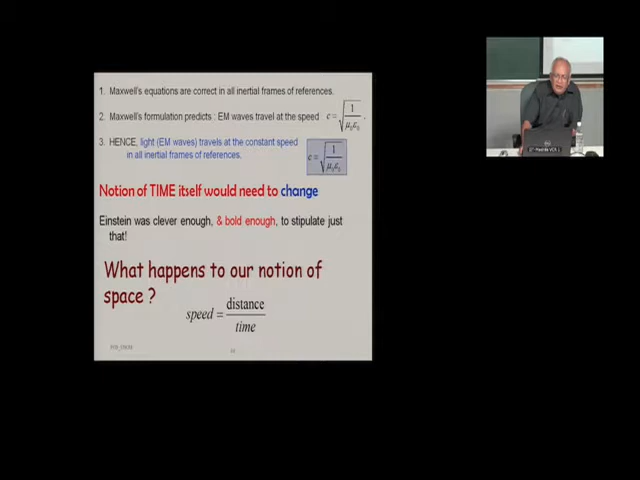 1. Maxwell's equations are correct in all inertial frames of references.
2. Maxwell's formulation predicts : EM waves travel at the speed c = √(1/μ₀ε₀) .
3. HENCE, light (EM waves) travels at the constant speed
in all inertial frames of references. c = √(1/μ₀ε₀)
Notion of TIME itself would need to change
Einstein was clever enough, & bold enough, to stipulate just
that!
What happens to our notion of
space ?
speed = distance/time